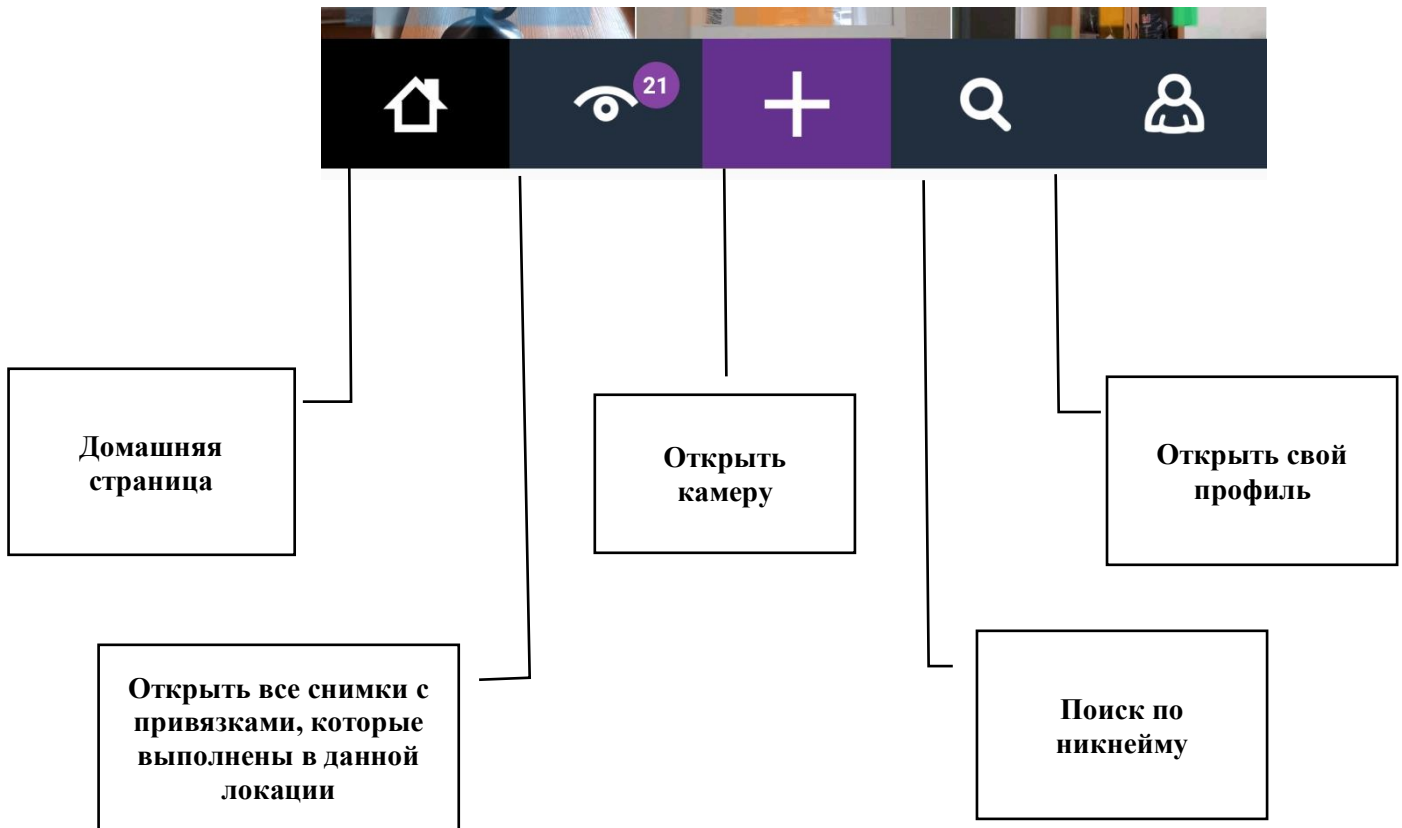 21
Домашняя
страница
Открыть
камеру
Открыть свой
профиль
Открыть все снимки с
привязками, которые
выполнены в данной
локации
Поиск по
никнейму